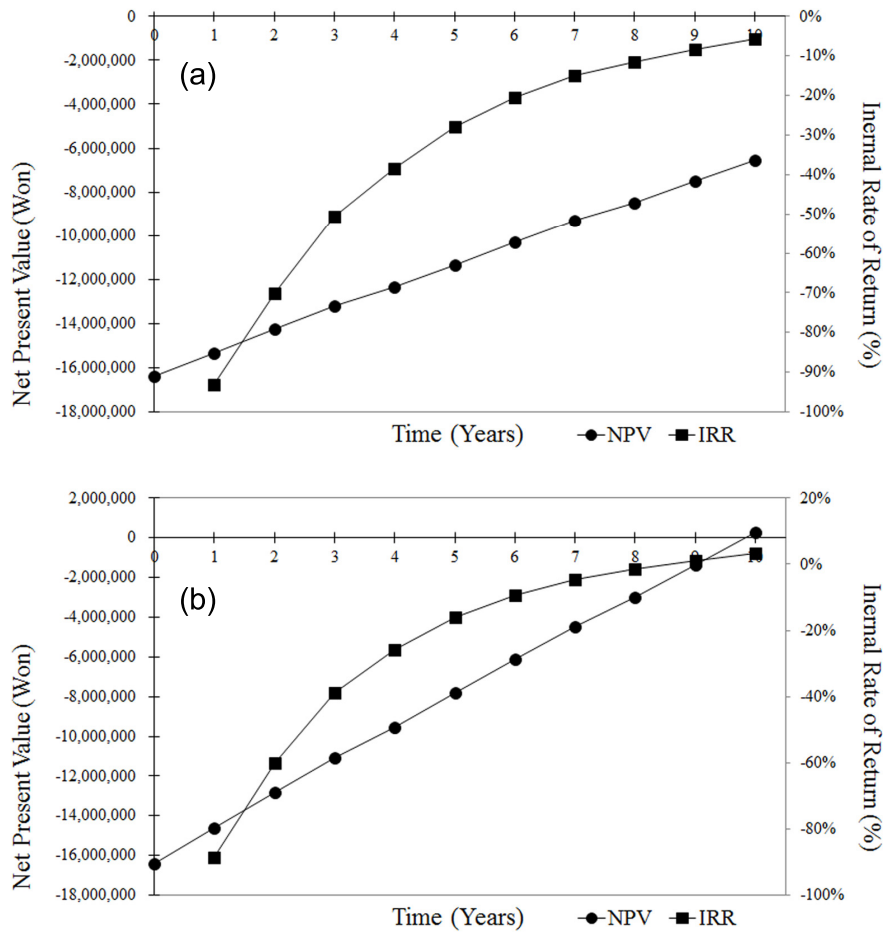 0
-2,000,000
-4,000,000
-6,000,000
-8,000,000
-10,000,000
-12,000,000
-14,000,000
-16,000,000
-18,000,000
Net Present Value (Won)
(a)
0 1 2 3 4 5 6 7 8 9 10
0%
-10%
-20%
-30%
-40%
-50%
-60%
-70%
-80%
-90%
-100%
Inernal Rate of Return (%)
Time (Years)
NPV
IRR
2,000,000
0
-2,000,000
-4,000,000
-6,000,000
-8,000,000
-10,000,000
-12,000,000
-14,000,000
-16,000,000
-18,000,000
Net Present Value (Won)
(b)
0 1 2 3 4 5 6 7 8 9 10
20%
0%
-20%
-40%
-60%
-80%
-100%
Inernal Rate of Return (%)
Time (Years)
NPV
IRR